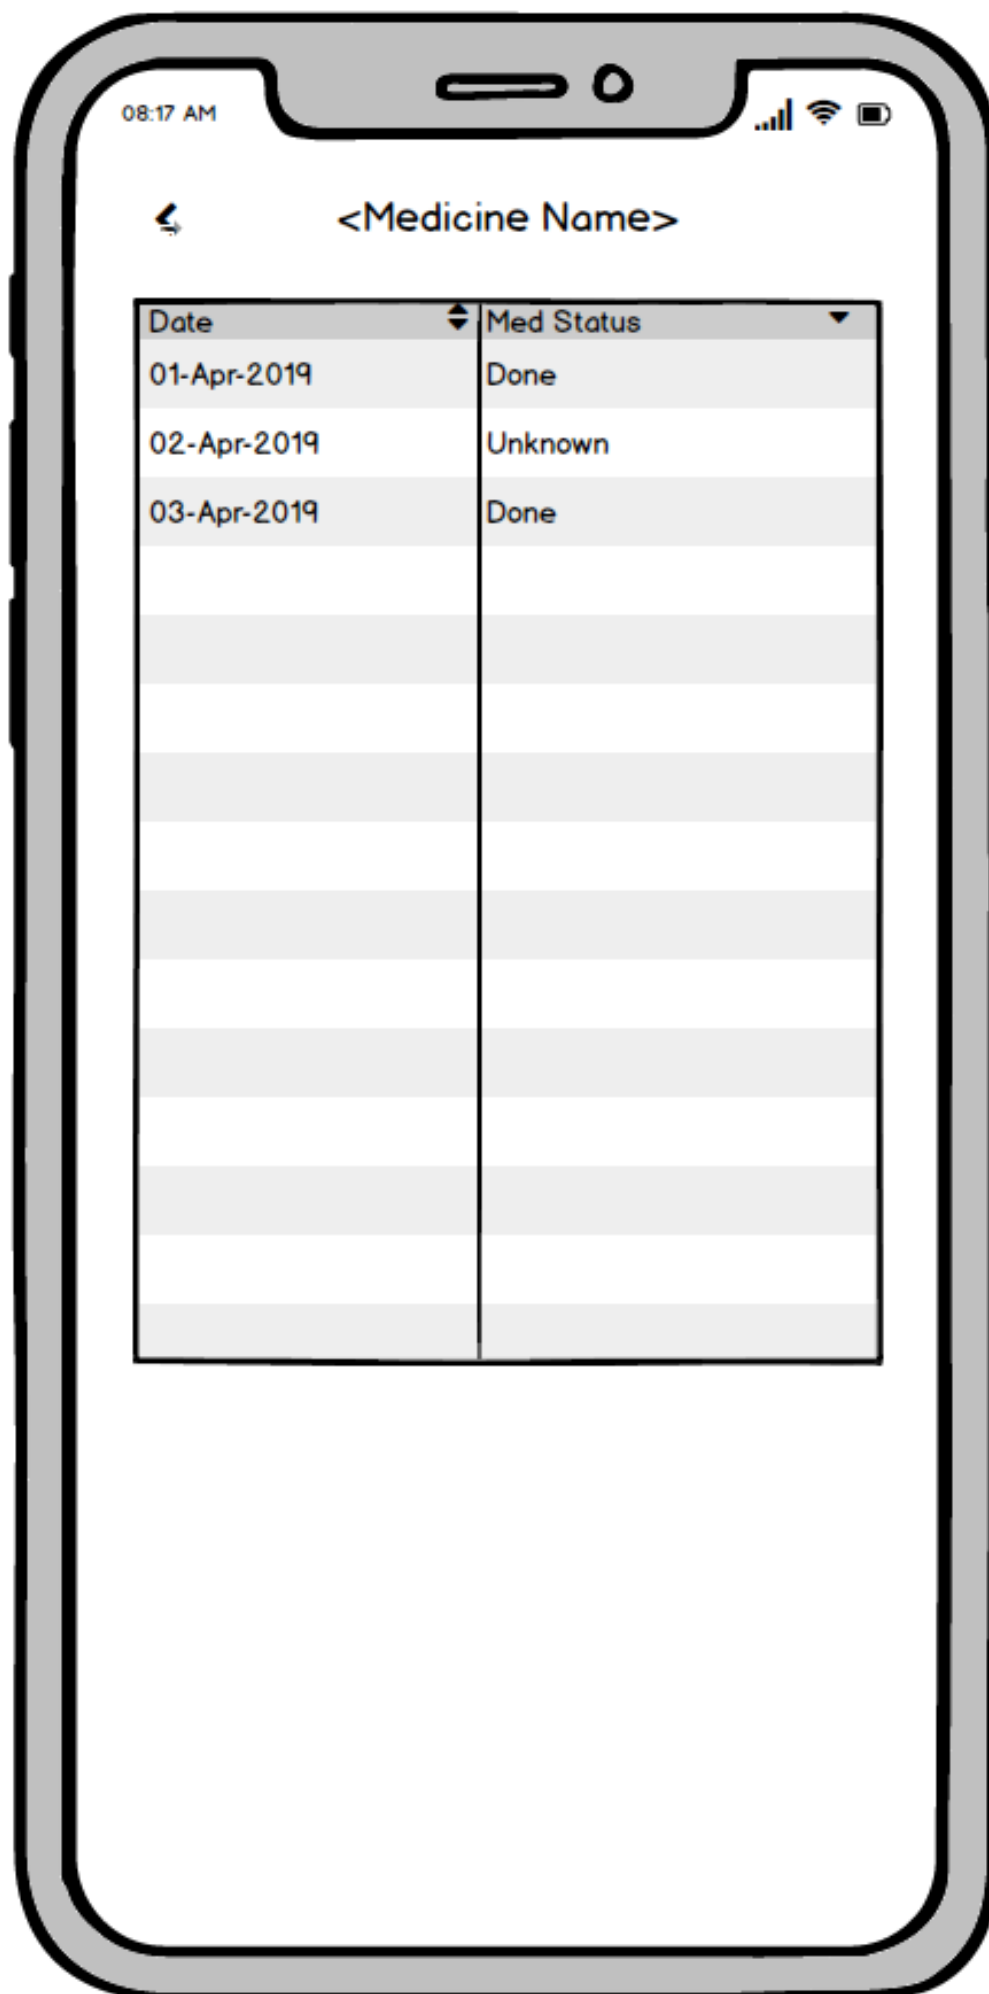 08:17 AM
<Medicine Name>
Date Med Status
01-Apr-2019 Done
02-Apr-2019 Unknown
03-Apr-2019 Done